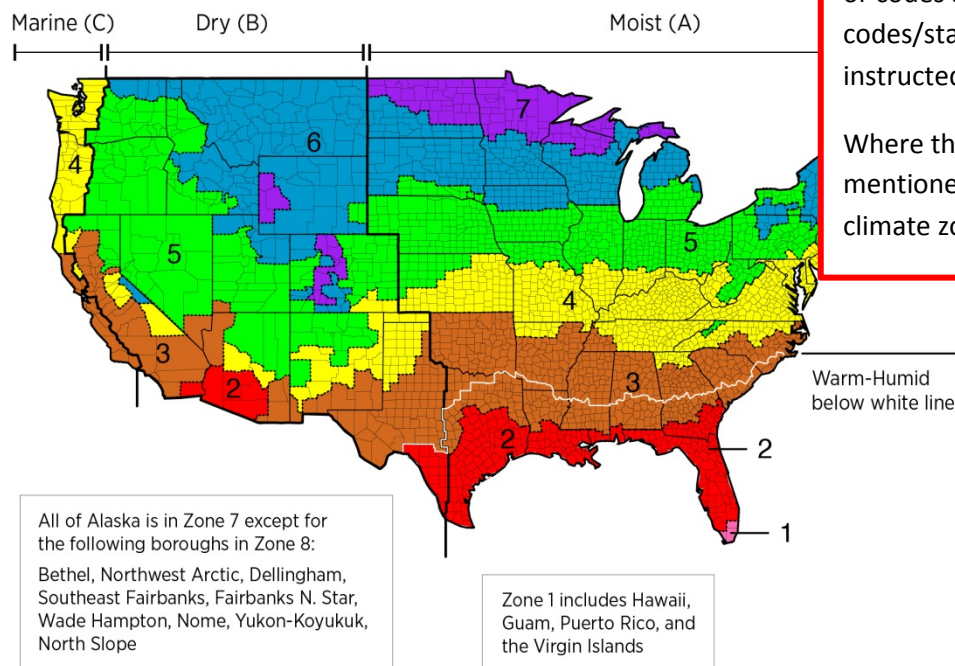 Marine (C)
Dry (B)
Moist (A)
codes/sta
instructed
Where th
mentione
climate zo
7
6
4
5
5
4
3
3
2
2
2
1
Warm-Humid
below white line
All of Alaska is in Zone 7 except for
the following boroughs in Zone 8:
Bethel, Northwest Arctic, Dellingham,
Southeast Fairbanks, Fairbanks N. Star,
Wade Hampton, Nome, Yukon-Koyukuk,
North Slope
Zone 1 includes Hawaii,
Guam, Puerto Rico, and
the Virgin Islands